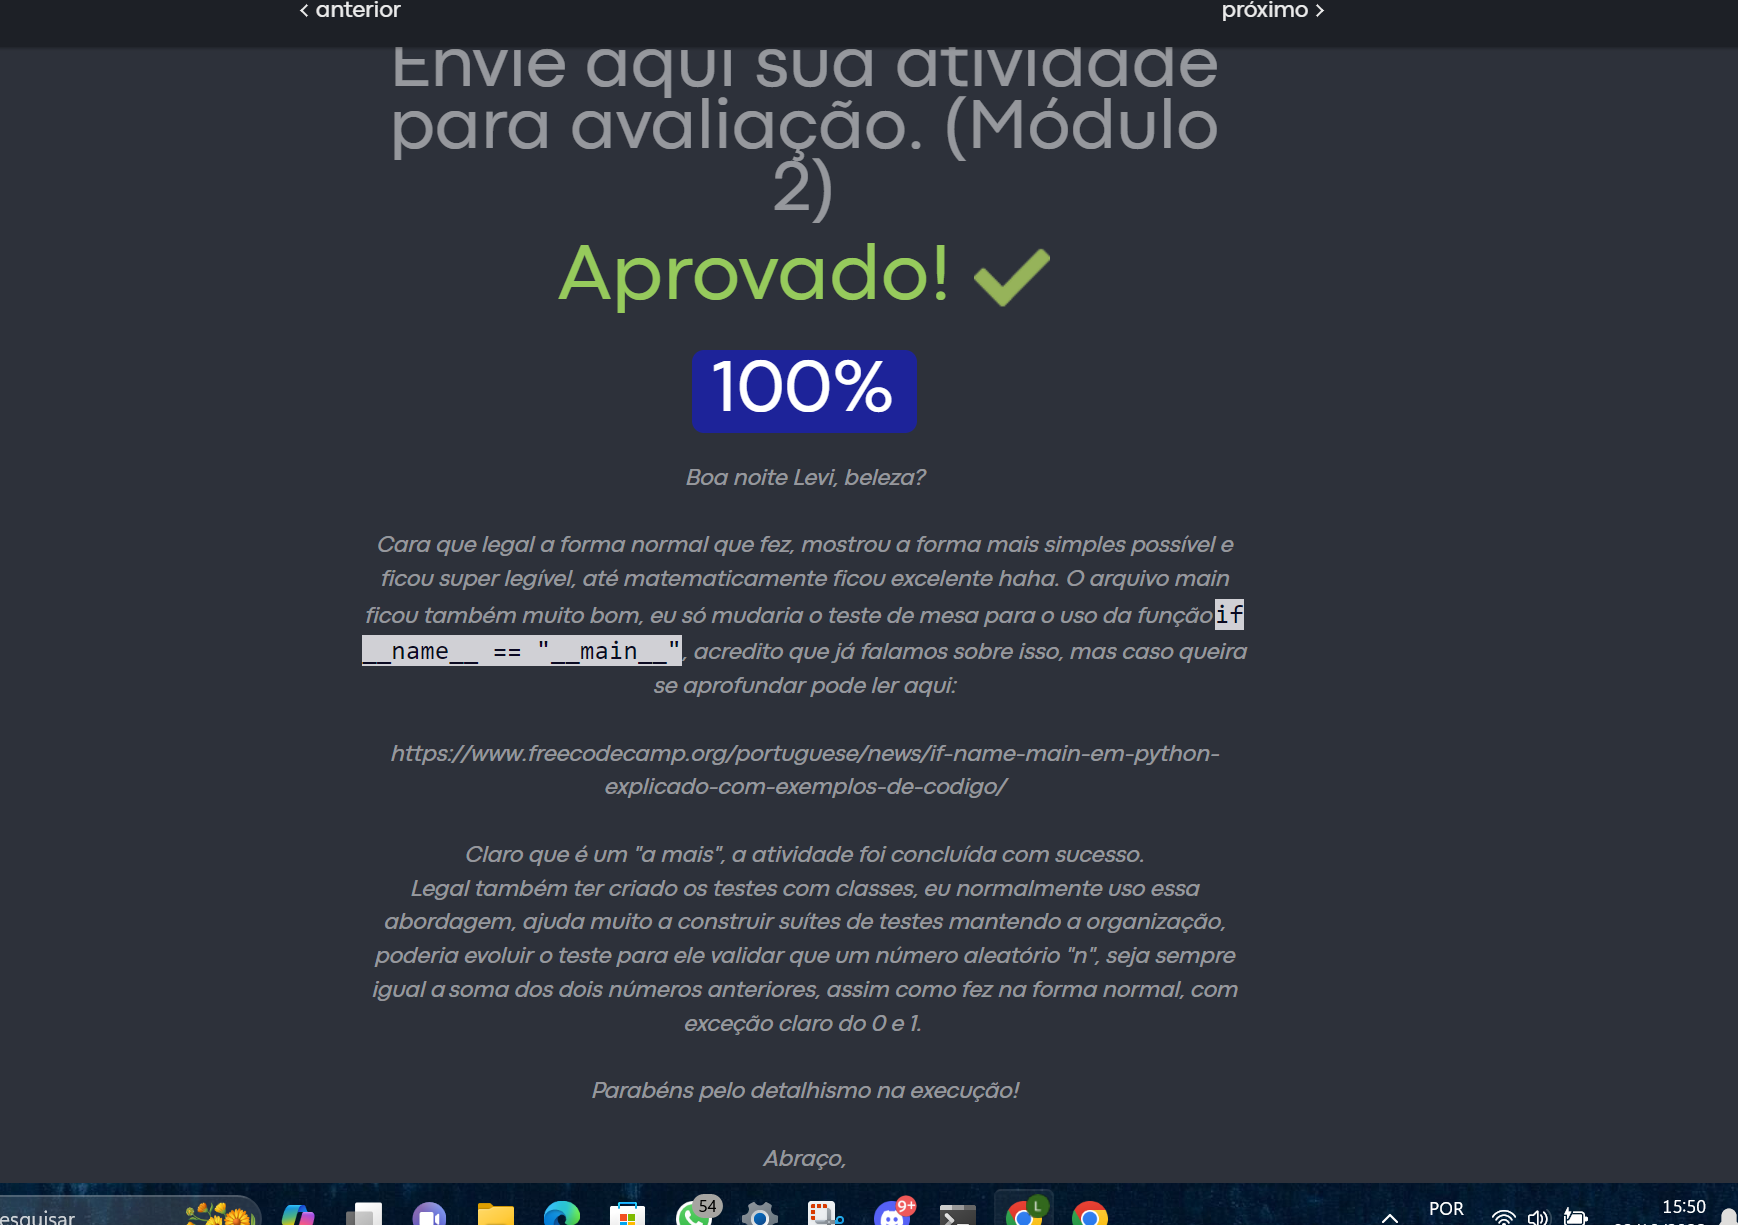 ‹ anterior
próximo ›
Envie aqui sua atividade
para avaliação. (Módulo
2)
Aprovado!
100%
Boa noite Levi, beleza?
Cara que legal a forma normal que fez, mostrou a forma mais simples possível e
ficou super legível, até matematicamente ficou excelente haha. O arquivo main
ficou também muito bom, eu só mudaria o teste de mesa para o uso da função if
__name__ == "__main__", acredito que já falamos sobre isso, mas caso queira
se aprofundar pode ler aqui:
https://www.freecodecamp.org/portuguese/news/if-name-main-em-python-
explicado-com-exemplos-de-codigo/
Claro que é um "a mais", a atividade foi concluída com sucesso.
Legal também ter criado os testes com classes, eu normalmente uso essa
abordagem, ajuda muito a construir suítes de testes mantendo a organização,
poderia evoluir o teste para ele validar que um número aleatório "n", seja sempre
igual a soma dos dois números anteriores, assim como fez na forma normal, com
exceção claro do 0 e 1.
Parabéns pelo detalhismo na execução!
Abraço,
esquisar
54
9+
L
POR
15:50